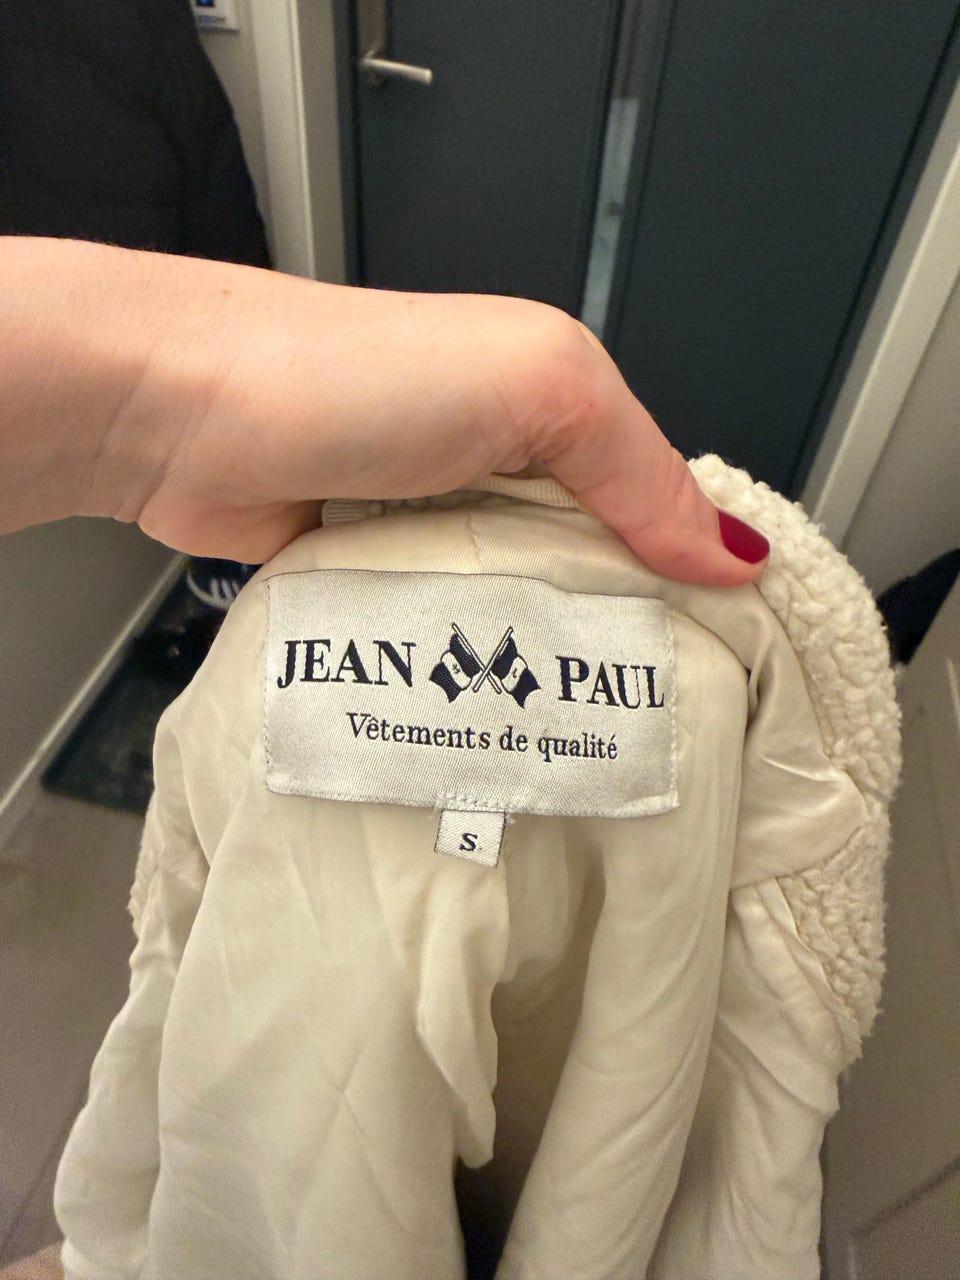 JEAN PAUL
Vêtements de qualité
S